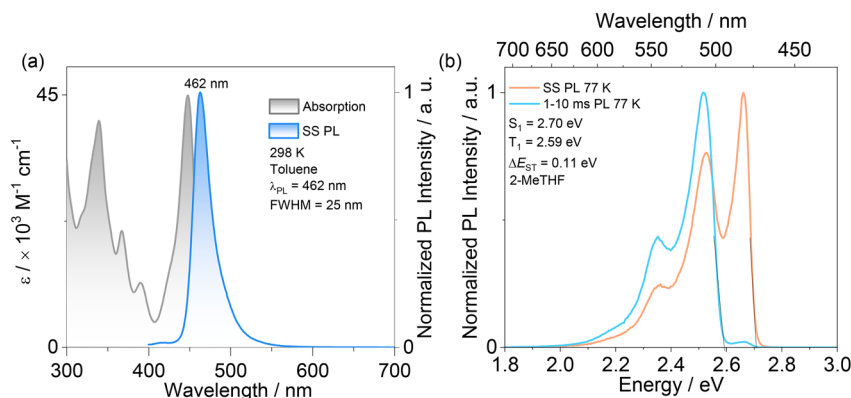 (a)
462 nm
45
Absorption
SS PL
298 K
Toluene
λPL = 462 nm
FWHM = 25 nm
ε / × 10³ M⁻¹ cm⁻¹
0
300 400 500 600 700
Wavelength / nm
1
0
Normalized PL Intensity / a. u.
Wavelength / nm
700 650 600 550 500 450
(b)
SS PL 77 K
1-10 ms PL 77 K
S₁ = 2.70 eV
T₁ = 2.59 eV
ΔEST = 0.11 eV
2-MeTHF
1
0
Normalized PL Intensity / a. u.
1.8 2.0 2.2 2.4 2.6 2.8 3.0
Energy / eV